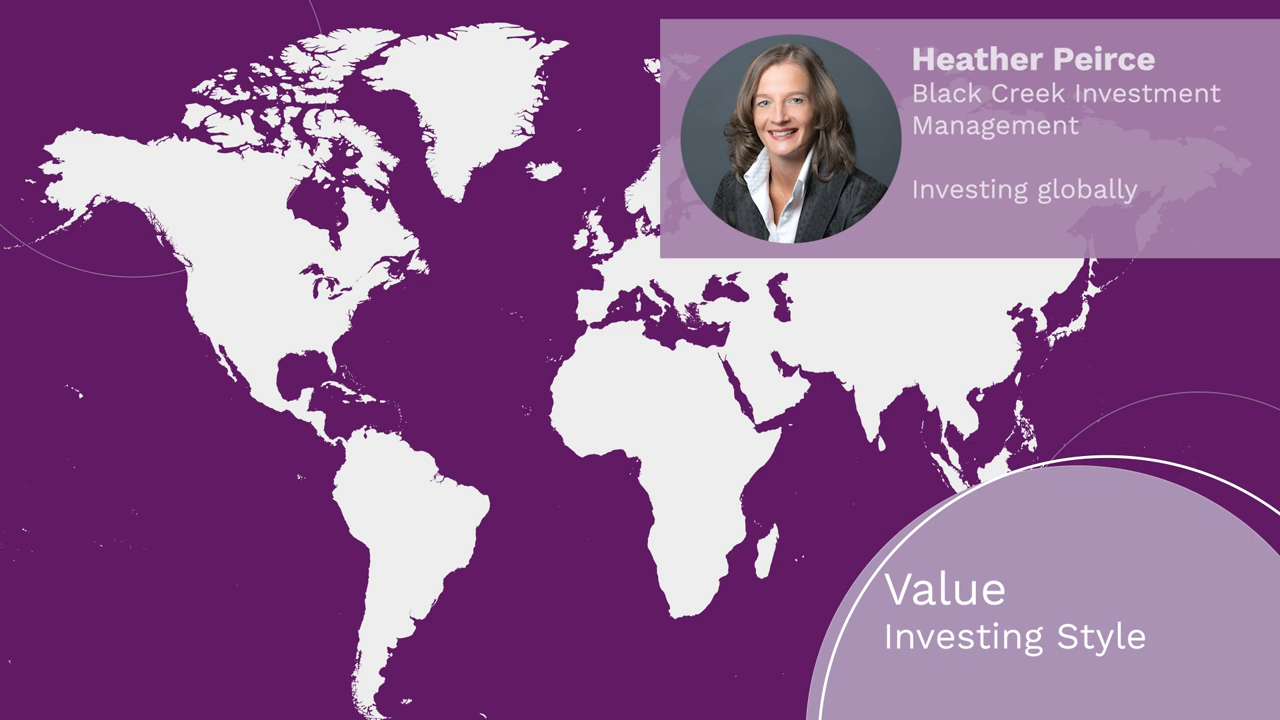 Heather Peirce
Black Creek Investment
Management
Investing globally
Value
Investing Style